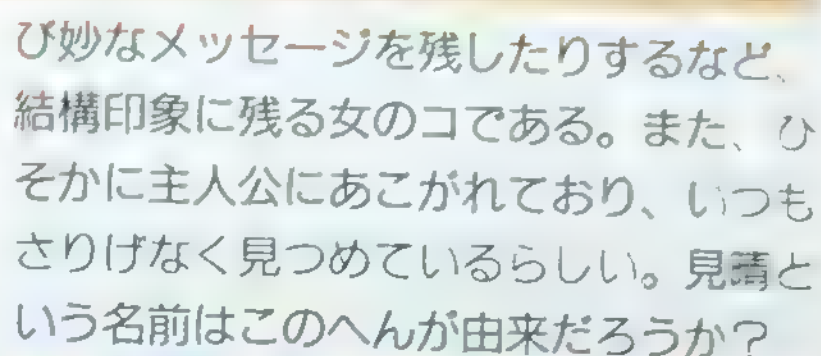 び妙なメッセージを残したりするなど、
結構印象に残る女のコである。また、ひ
そかに主人公にあこがれており、いつも
さりげなく見つめているらしい。見晴と
いう名前はこのへんが由来だろうか？